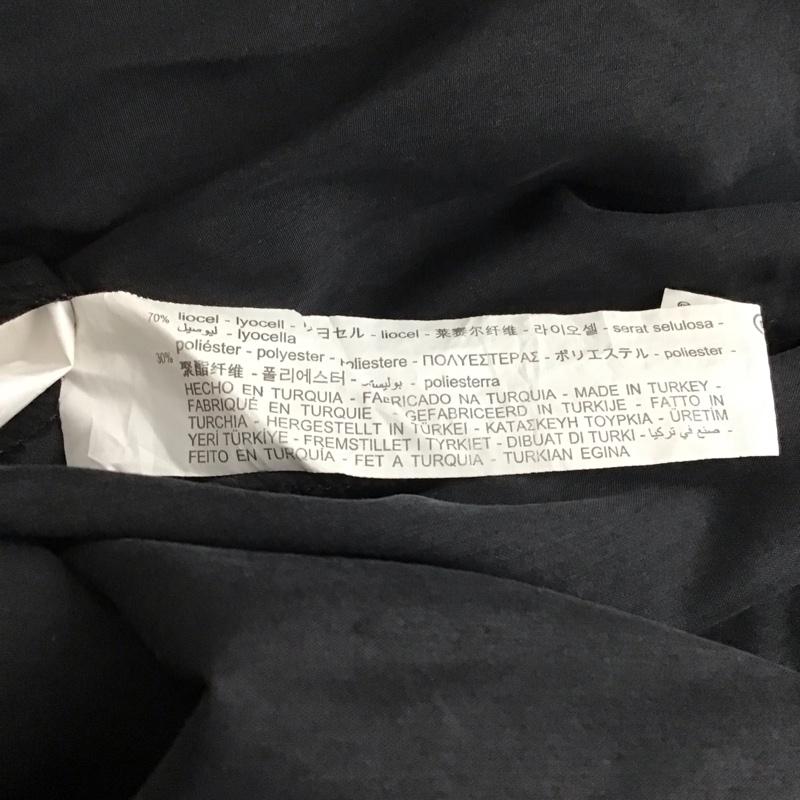 70% liocel - lyocell - ヨセル - liocel - 莱赛尔纤维 - 라이오셀 - serat selulosa -
ليوسيل - lyocella
30% poliéster - polyester - poliestere - ΠΟΛΥΕΣΤΕΡΑΣ - ポリエステル - poliester -
聚酯纤维 - 폴리에스터 - بوليستر - poliesterra
HECHO EN TURQUIA - FABRICADO NA TURQUIA - MADE IN TURKEY -
FABRIQUÉ EN TURQUIE - GEFABRICEERD IN TURKIJE - FATTO IN
TURCHIA - HERGESTELLT IN TÜRKEI - ΚΑΤΑΣΚΕΥΗ ΤΟΥΡΚΙΑ - ÜRETİM
YERİ TÜRKİYE - FREMSTILLET I TYRKIET - DIBUAT DI TURKI - صنع في تركيا -
FEITO EN TURQUÍA - FET A TURQUIA - TURKIAN EGINA